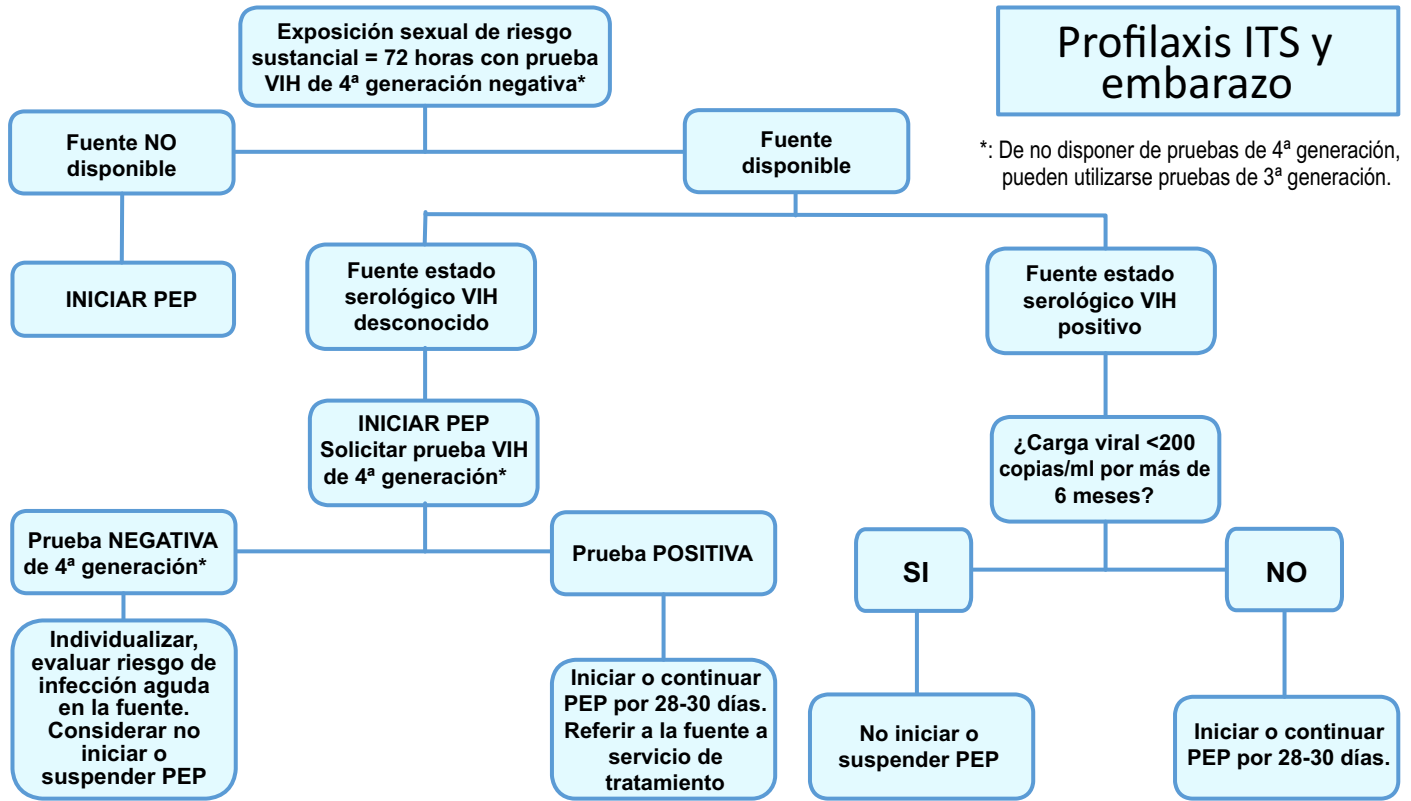 Exposición sexual de riesgo
sustancial = 72 horas con prueba
VIH de 4ª generación negativa*
Profilaxis ITS y
embarazo
*: De no disponer de pruebas de 4ª generación,
pueden utilizarse pruebas de 3ª generación.
Fuente NO
disponible
Fuente
disponible
INICIAR PEP
Fuente estado
serológico VIH
desconocido
Fuente estado
serológico VIH
positivo
INICIAR PEP
Solicitar prueba VIH
de 4ª generación*
¿Carga viral <200
copias/ml por más de
6 meses?
Prueba NEGATIVA
de 4ª generación*
Prueba POSITIVA
SI
NO
Individualizar,
evaluar riesgo de
infección aguda
en la fuente.
Considerar no
iniciar o
suspender PEP
Iniciar o continuar
PEP por 28-30 días.
Referir a la fuente a
servicio de
tratamiento
No iniciar o
suspender PEP
Iniciar o continuar
PEP por 28-30 días.